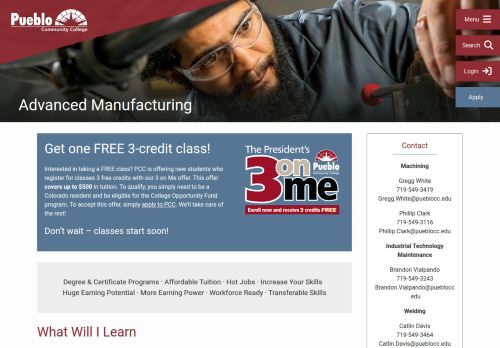 Pueblo
Community College
Menu
Search
Login
Apply
Advanced Manufacturing
Get one FREE 3-credit class!
Interested in taking a FREE class? PCC is offering new students who
register for classes 3 free credits with our 3 on Me offer. This offer
covers up to $500 in tuition. To qualify, you simply need to be a
Colorado resident and be eligible for the College Opportunity Fund
program. To accept this offer, simply apply to PCC. We'll take care of
the rest!
Don't wait – classes start soon!
The President's
3 on me
Pueblo
Community College
Enroll now and receive 3 credits FREE
Degree & Certificate Programs · Affordable Tuition · Hot Jobs · Increase Your Skills
Huge Earning Potential · More Earning Power · Workforce Ready · Transferable Skills
What Will I Learn
Contact
Machining
Gregg White
719-549-3419
Gregg.White@pueblocc.edu
Phillip Clark
719-549-3116
Phillip.Clark@pueblocc.edu
Industrial Technology
Maintenance
Brandon Vialpando
719-549-3243
Brandon.Vialpando@pueblocc.
edu
Welding
Catlin Davis
719-549-3464
Catlin.Davis@pueblocc.edu